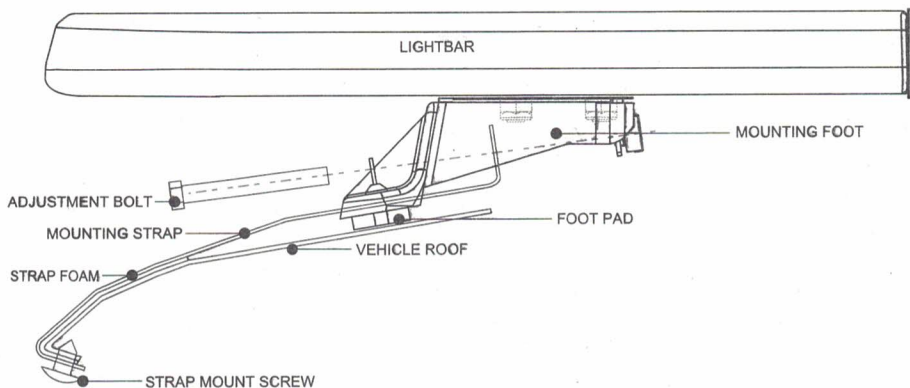 LIGHTBAR
MOUNTING FOOT
ADJUSTMENT BOLT
FOOT PAD
MOUNTING STRAP
VEHICLE ROOF
STRAP FOAM
STRAP MOUNT SCREW